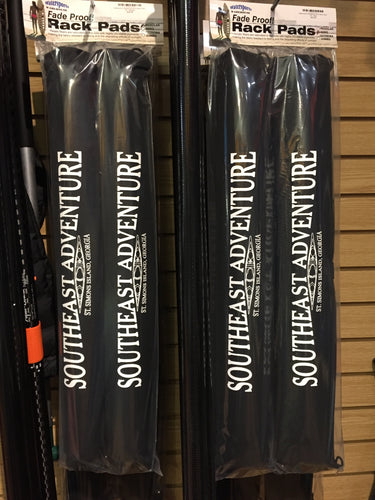 Fade Proof!
Rack Pads
SOUTHEAST ADVENTURE
ST. SIMONS ISLAND, GEORGIA
SOUTHEAST ADVENTURE
ST. SIMONS ISLAND, GEORGIA
Fade Proof!
Rack Pads
SOUTHEAST ADVENTURE
ST. SIMONS ISLAND, GEORGIA
SOUTHEAST ADVENTURE
ST. SIMONS ISLAND, GEORGIA